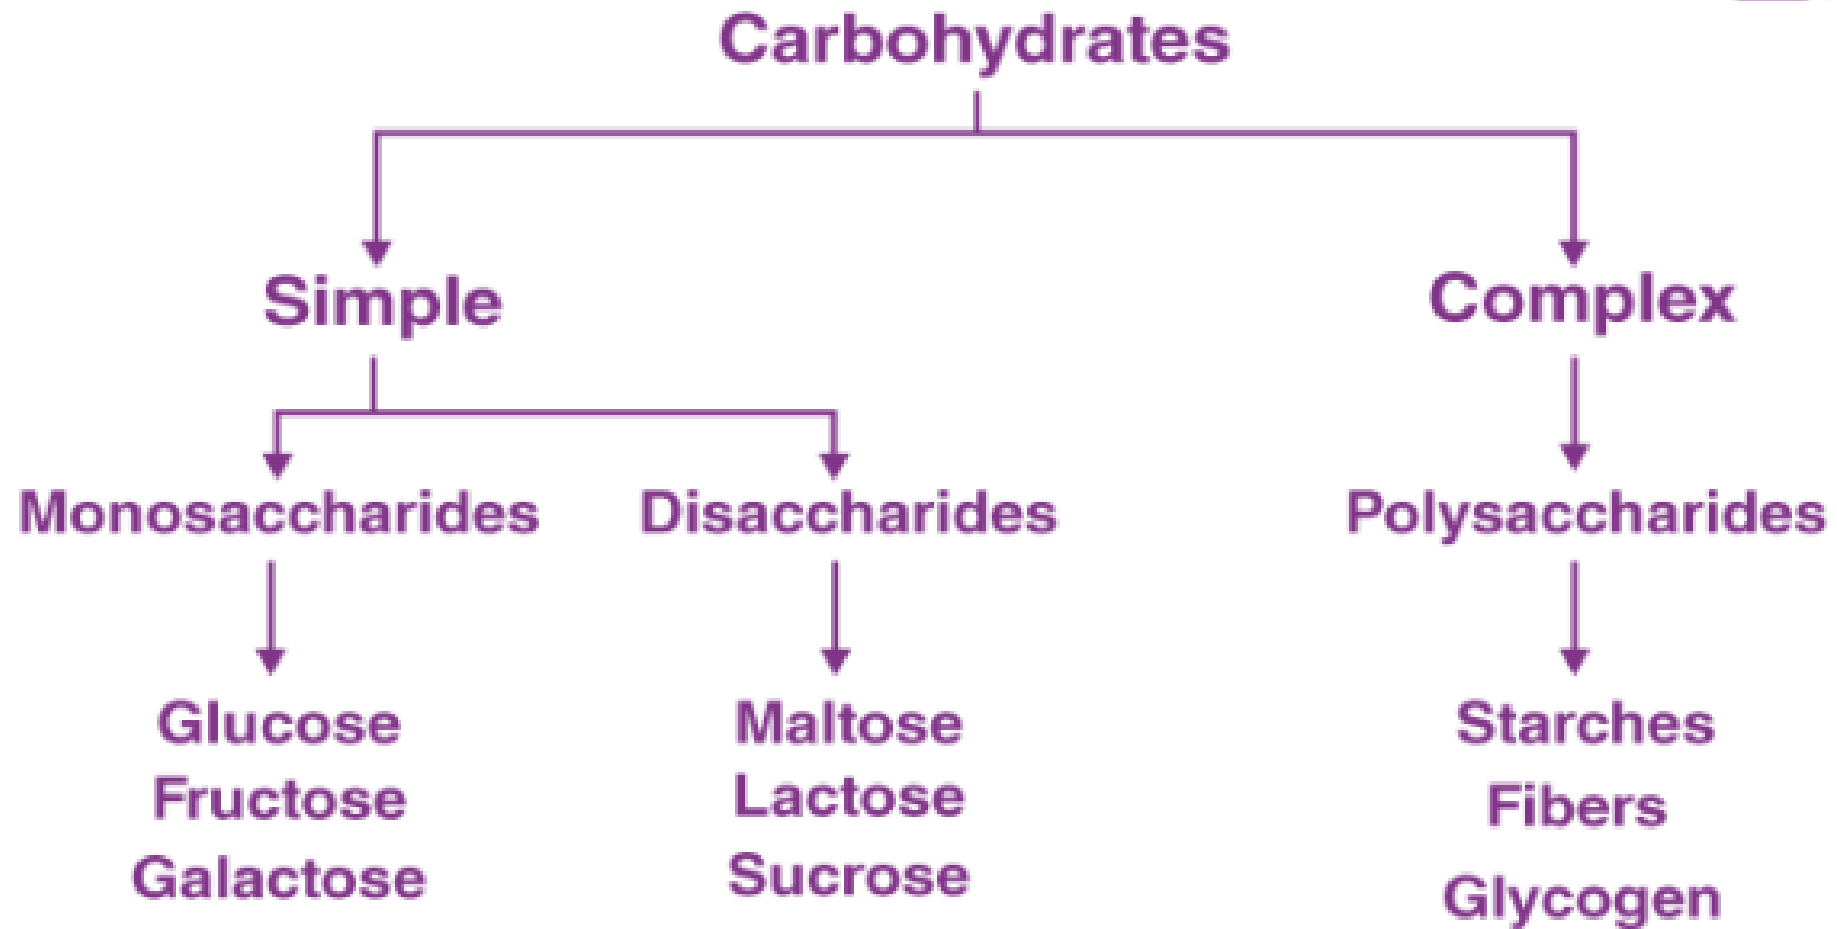 Carbohydrates
Simple
Complex
Monosaccharides
Disaccharides
Polysaccharides
Glucose
Fructose
Galactose
Maltose
Lactose
Sucrose
Starches
Fibers
Glycogen